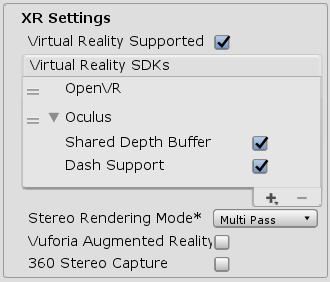 XR Settings
Virtual Reality Supported
Virtual Reality SDKs
OpenVR
Oculus
Shared Depth Buffer
Dash Support
Stereo Rendering Mode* Multi Pass
Vuforia Augmented Reality
360 Stereo Capture